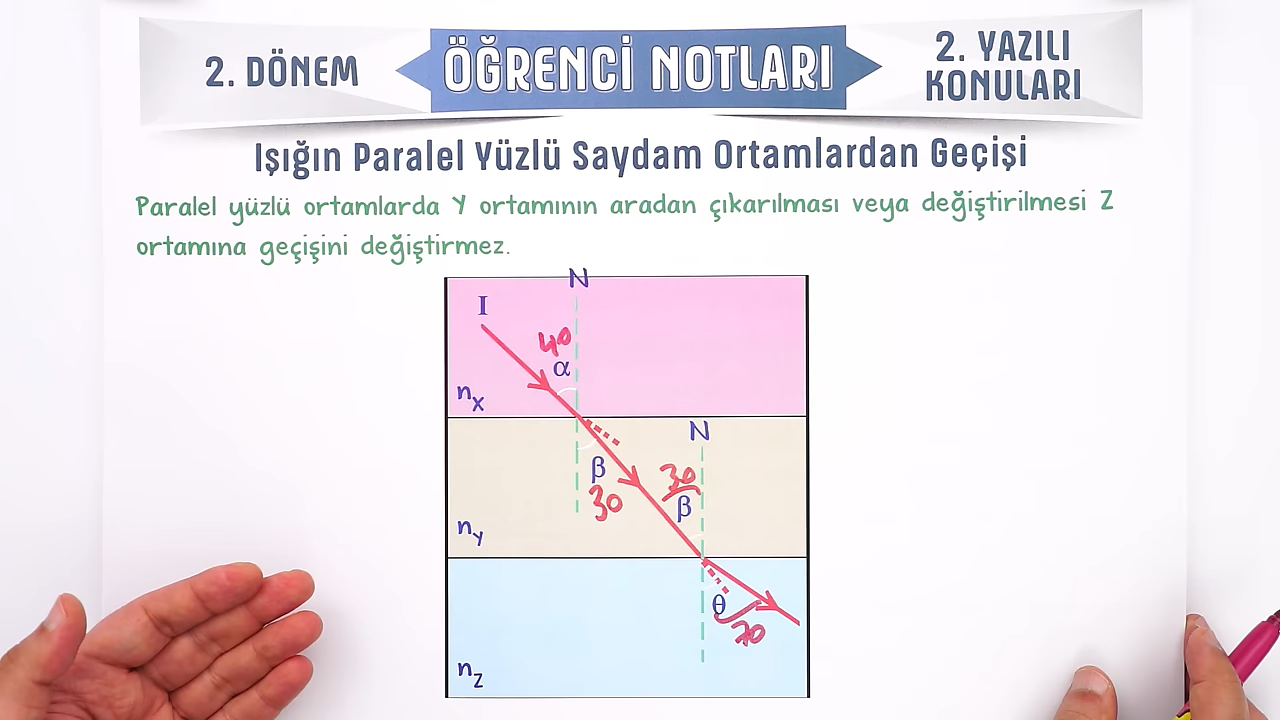 2. DÖNEM
ÖĞRENCİ NOTLARI
2. YAZILI
KONULARI
Işığın Paralel Yüzlü Saydam Ortamlardan Geçişi
Paralel yüzlü ortamlarda Y ortamının aradan çıkarılması veya değiştirilmesi Z
ortamına geçişini değiştirmez.
N
I
40
α
nX
N
β
30
30
β
nY
θ
70
nZ